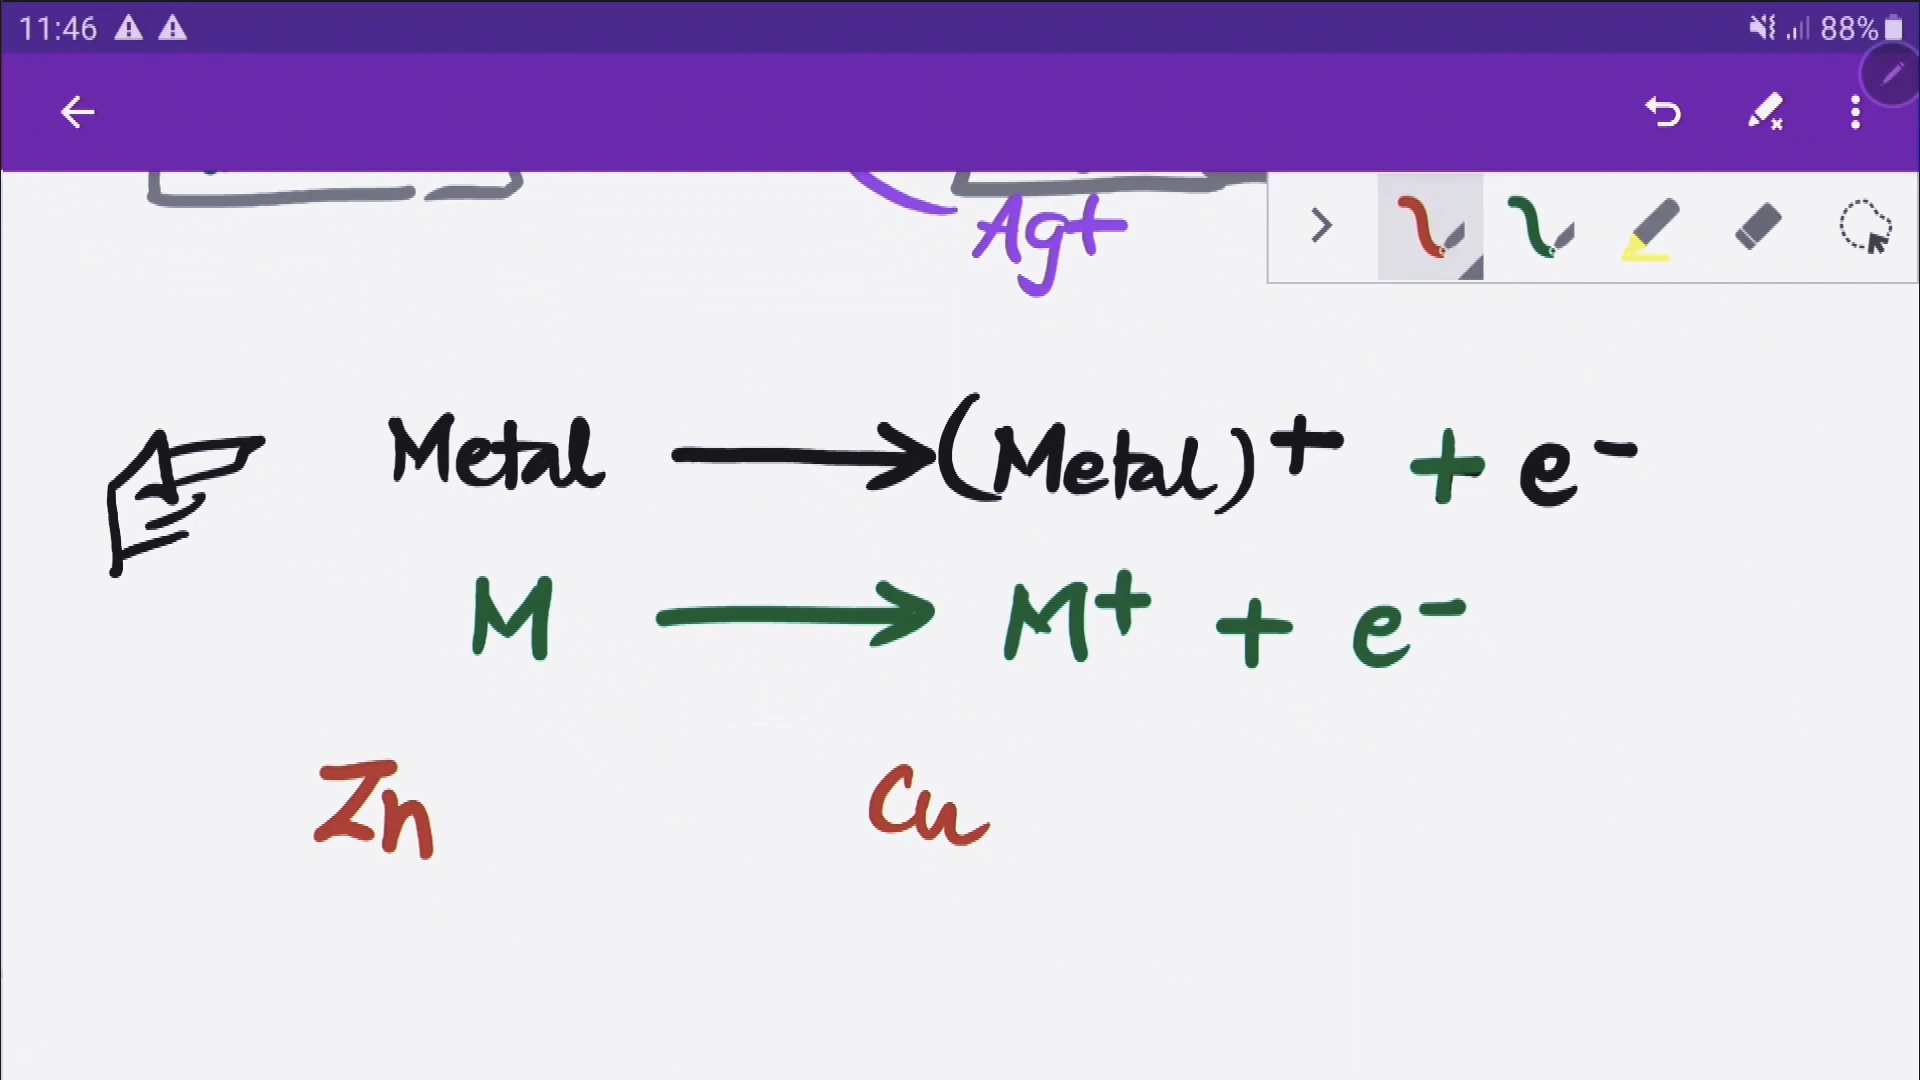 11:46 88%
Ag+
Metal → (Metal)⁺ + e⁻
M → M⁺ + e⁻
Zn Cu